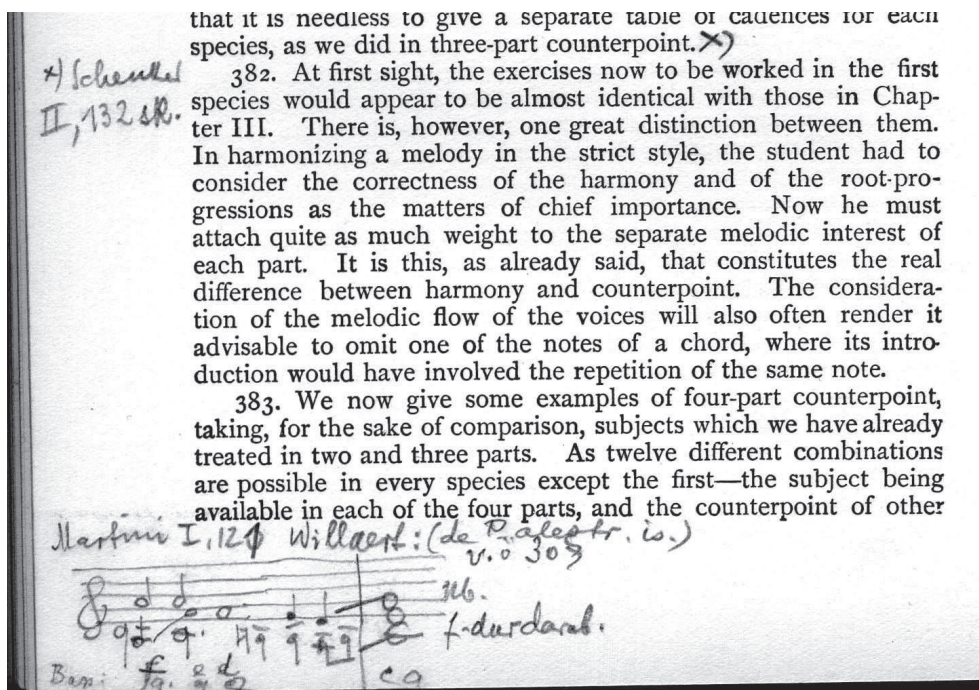 that it is needless to give a separate table of cadences for each
species, as we did in three-part counterpoint. ×)
×) Schenker
II, 132 sk.
382. At first sight, the exercises now to be worked in the first
species would appear to be almost identical with those in Chap-
ter III. There is, however, one great distinction between them.
In harmonizing a melody in the strict style, the student had to
consider the correctness of the harmony and of the root-pro-
gressions as the matters of chief importance. Now he must
attach quite as much weight to the separate melodic interest of
each part. It is this, as already said, that constitutes the real
difference between harmony and counterpoint. The considera-
tion of the melodic flow of the voices will also often render it
advisable to omit one of the notes of a chord, where its intro-
duction would have involved the repetition of the same note.
383. We now give some examples of four-part counterpoint,
taking, for the sake of comparison, subjects which we have already
treated in two and three parts. As twelve different combinations
are possible in every species except the first—the subject being
available in each of the four parts, and the counterpoint of other
Martini I, Willaert: (de Palestr. is.)
v.ö 303
Nb.
f-durdarab.